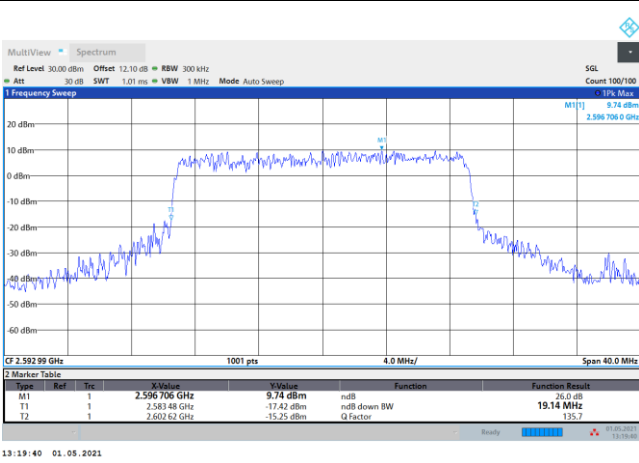 MultiView Spectrum
Ref Level 30.00 dBm Offset 12.10 dB RBW 300 kHz SGL
Att 30 dB SWT 1.01 ms VBW 1 MHz Mode Auto Sweep Count 100/100
1 Frequency Sweep 1Pk Max
M1[1] 9.74 dBm
2.596 706 0 GHz
20 dBm
M1
10 dBm
0 dBm
-10 dBm
T1 T2
-20 dBm
-30 dBm
-40 dBm
-50 dBm
-60 dBm
CF 2.592 99 GHz 1001 pts 4.0 MHz/ Span 40.0 MHz
2 Marker Table
Type Ref Trc X-Value Y-Value Function Function Result
M1 1 2.596 706 GHz 9.74 dBm ndB 26.0 dB
T1 1 2.583 48 GHz -17.42 dBm ndB down BW 19.14 MHz
T2 1 2.602 62 GHz -15.25 dBm Q Factor 135.7
Ready 01.05.2021
13:19:40
13:19:40 01.05.2021